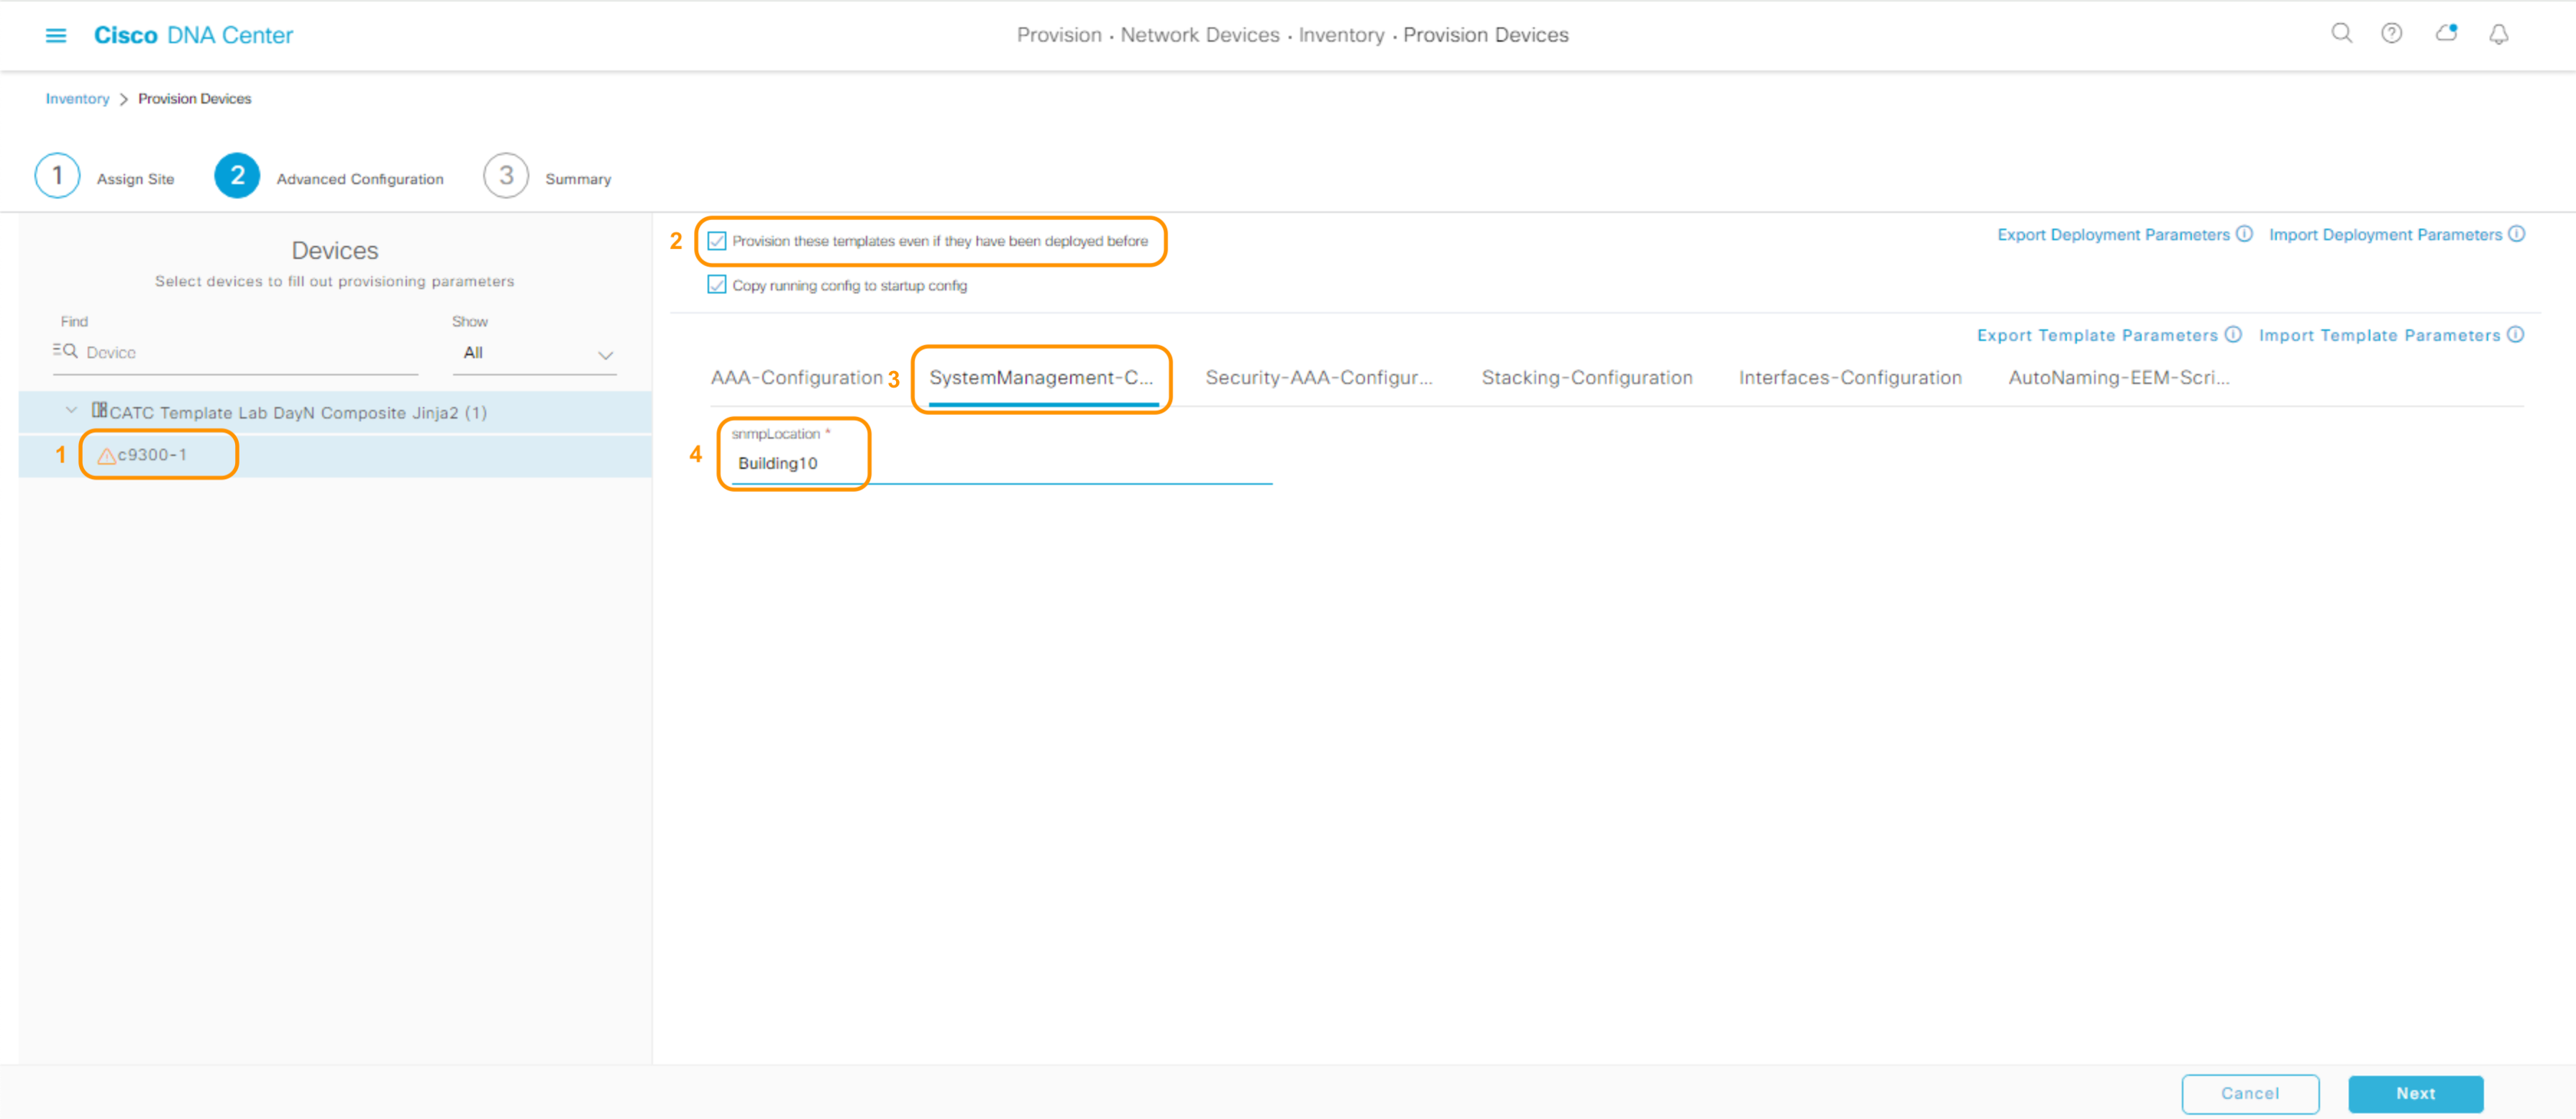 Cisco DNA Center
Provision · Network Devices · Inventory · Provision Devices
Inventory > Provision Devices
1 Assign Site 2 Advanced Configuration 3 Summary
Devices
Select devices to fill out provisioning parameters
Find
Show
Device
All
CATC Template Lab DayN Composite Jinja2 (1)
1 c9300-1
2 Provision these templates even if they have been deployed before
Export Deployment Parameters Import Deployment Parameters
Copy running config to startup config
Export Template Parameters Import Template Parameters
AAA-Configuration 3 SystemManagement-C... Security-AAA-Configur... Stacking-Configuration Interfaces-Configuration AutoNaming-EEM-Scri...
snmpLocation *
4 Building10
Cancel Next